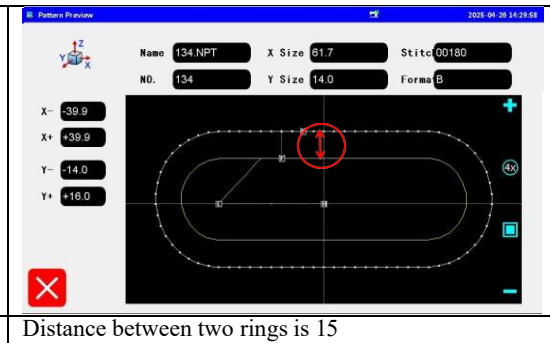 Pattern Preview 2025-04-26 14:29:58
Z
Y X
Name 134.NPT X Size 61.7 Stitc 00180
NO. 134 Y Size 14.0 Forma B
X- -39.9
X+ +39.9
Y- -14.0
Y+ +16.0
4x
Distance between two rings is 15